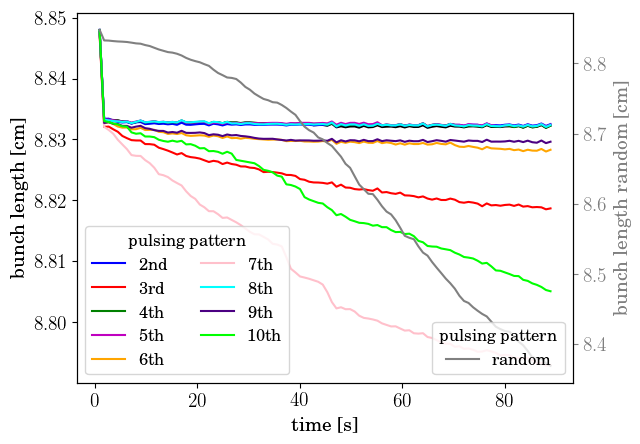 8.85
8.84
8.83
8.82
8.81
8.80
bunch length [cm]
8.8
8.7
8.6
8.5
8.4
bunch length random [cm]
pulsing pattern
2nd
3rd
4th
5th
6th
7th
8th
9th
10th
pulsing pattern
random
0 20 40 60 80
time [s]